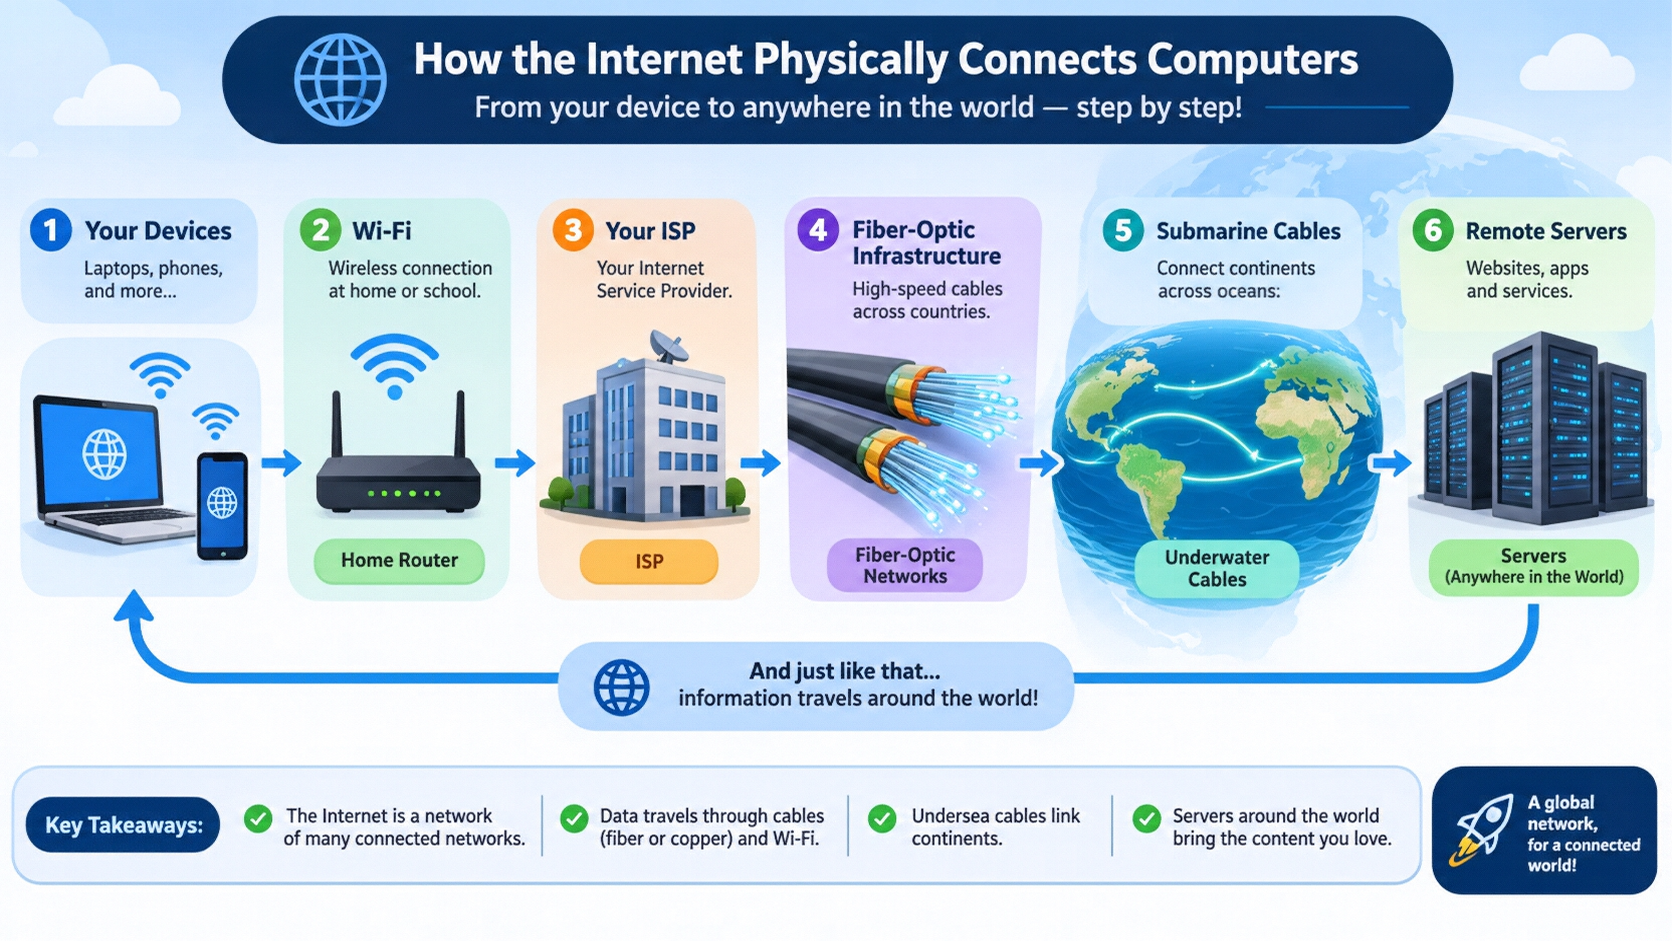 How the Internet Physically Connects Computers
From your device to anywhere in the world — step by step!
1 Your Devices
Laptops, phones,
and more...
2 Wi-Fi
Wireless connection
at home or school.
Home Router
3 Your ISP
Your Internet
Service Provider.
ISP
4 Fiber-Optic
Infrastructure
High-speed cables
across countries.
Fiber-Optic
Networks
5 Submarine Cables
Connect continents
across oceans:
Underwater
Cables
6 Remote Servers
Websites, apps
and services.
Servers
(Anywhere in the World)
And just like that...
information travels around the world!
Key Takeaways:
The Internet is a network
of many connected networks.
Data travels through cables
(fiber or copper) and Wi-Fi.
Undersea cables link
continents.
Servers around the world
bring the content you love.
A global
network,
for a connected
world!